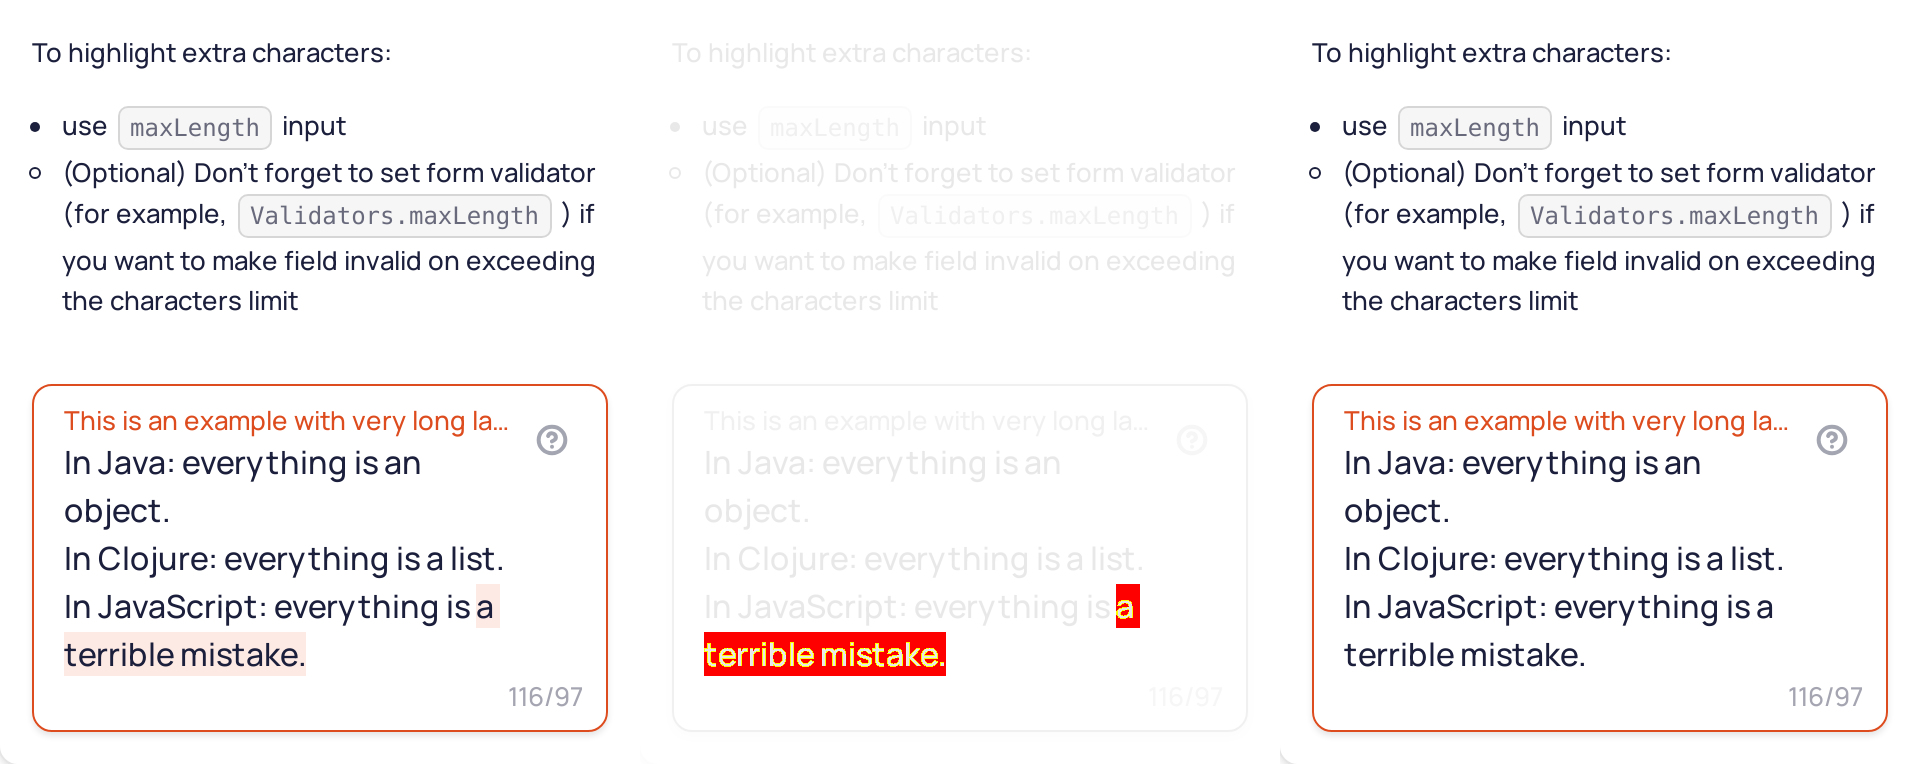 To highlight extra characters:
use maxLength input
(Optional) Don't forget to set form validator
(for example, Validators.maxLength ) if
you want to make field invalid on exceeding
the characters limit
This is an example with very long la...
In Java: everything is an
object.
In Clojure: everything is a list.
In JavaScript: everything is a
terrible mistake.
116/97
To highlight extra characters:
use maxLength input
(Optional) Don't forget to set form validator
(for example, Validators.maxLength ) if
you want to make field invalid on exceeding
the characters limit
This is an example with very long la...
In Java: everything is an
object.
In Clojure: everything is a list.
In JavaScript: everything is a
terrible mistake.
116/97
To highlight extra characters:
use maxLength input
(Optional) Don't forget to set form validator
(for example, Validators.maxLength ) if
you want to make field invalid on exceeding
the characters limit
This is an example with very long la...
In Java: everything is an
object.
In Clojure: everything is a list.
In JavaScript: everything is a
terrible mistake.
116/97